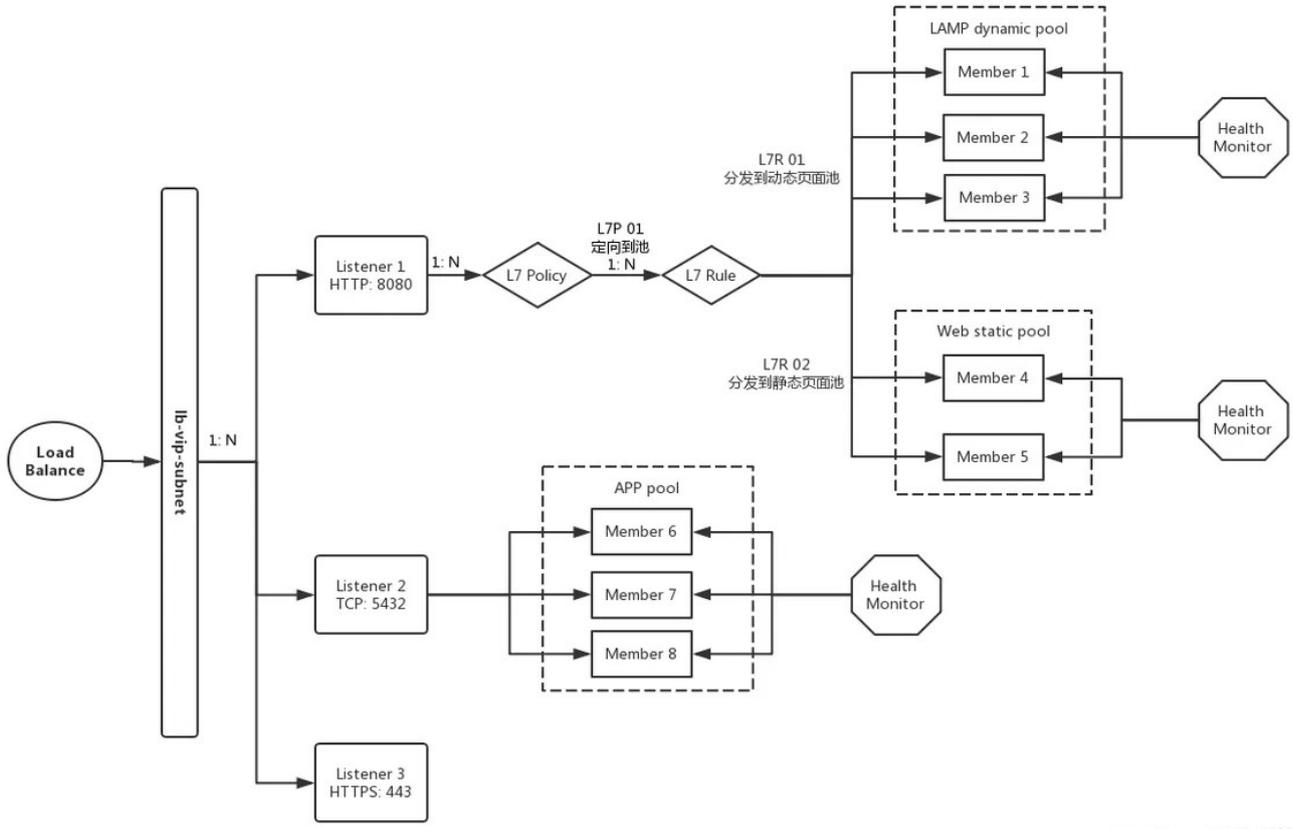 LAMP dynamic pool
Member 1
Member 2
Member 3
Health
Monitor
L7R 01
分发到动态页面池
L7P 01
定向到池
1: N
Listener 1
HTTP: 8080
1: N
L7 Policy
L7 Rule
Web static pool
L7R 02
分发到静态页面池
Member 4
Member 5
Health
Monitor
Load
Balance
lb-vip-subnet
1: N
APP pool
Member 6
Member 7
Member 8
Listener 2
TCP: 5432
Health
Monitor
Listener 3
HTTPS: 443